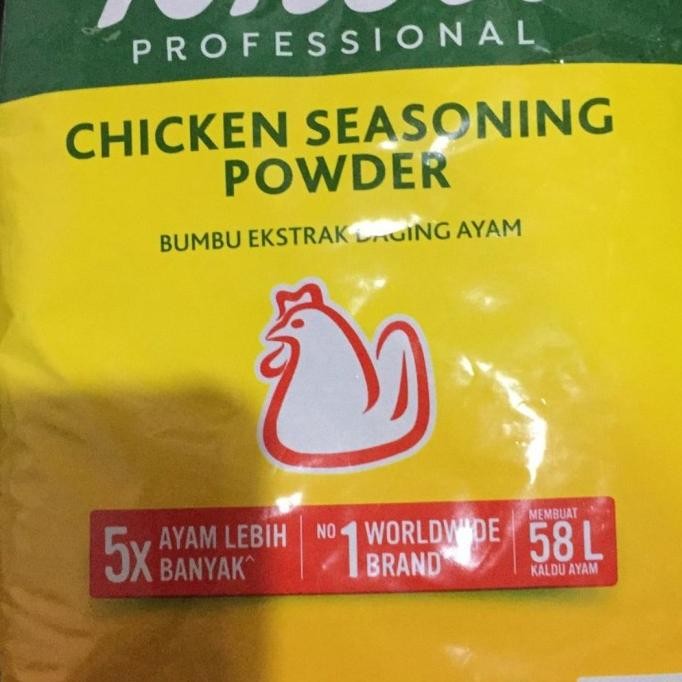 PROFESSIONAL
CHICKEN SEASONING
POWDER
BUMBU EKSTRAK DAGING AYAM
5X AYAM LEBIH
BANYAK^
NO 1 WORLDWIDE
BRAND
MEMBUAT
58 L
KALDU AYAM